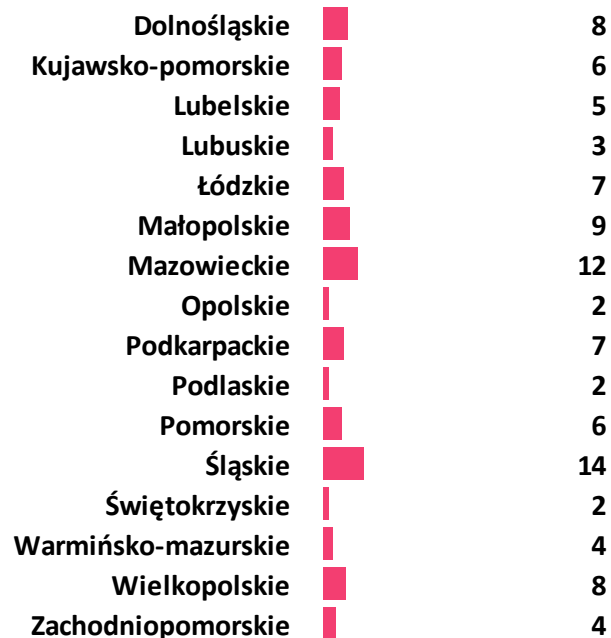 Dolnośląskie 8
Kujawsko-pomorskie 6
Lubelskie 5
Lubuskie 3
Łódzkie 7
Małopolskie 9
Mazowieckie 12
Opolskie 2
Podkarpackie 7
Podlaskie 2
Pomorskie 6
Śląskie 14
Świętokrzyskie 2
Warmińsko-mazurskie 4
Wielkopolskie 8
Zachodniopomorskie 4